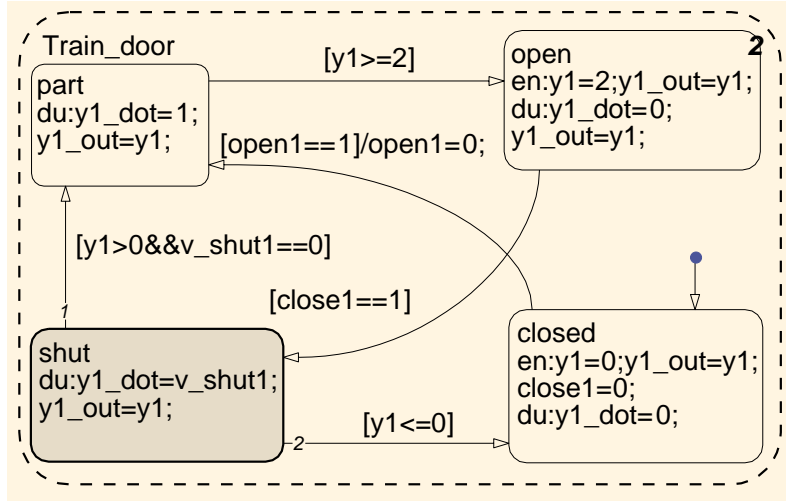 Train_door
2
part
du:y1_dot=1;
y1_out=y1;
[y1>=2]
open
en:y1=2;y1_out=y1;
du:y1_dot=0;
y1_out=y1;
[open1==1]/open1=0;
[y1>0&&v_shut1==0]
1
[close1==1]
shut
du:y1_dot=v_shut1;
y1_out=y1;
[y1<=0]
2
closed
en:y1=0;y1_out=y1;
close1=0;
du:y1_dot=0;